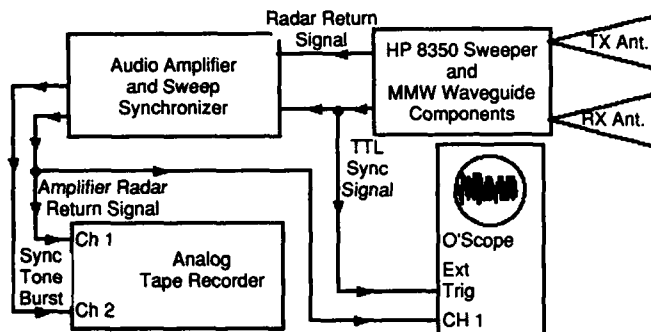 Radar Return
Signal
HP 8350 Sweeper
and
MMW Waveguide
Components
TX Ant.
RX Ant.
Audio Amplifier
and Sweep
Synchronizer
TTL
Sync
Signal
Amplifier Radar
Return Signal
O'Scope
Ext
Trig
CH 1
Ch 1
Analog
Tape Recorder
Sync
Tone
Burst
Ch 2